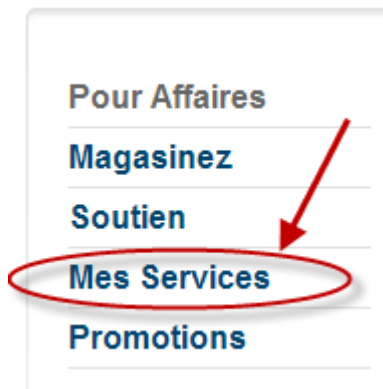 Pour Affaires
Magasinez
Soutien
Mes Services
Promotions